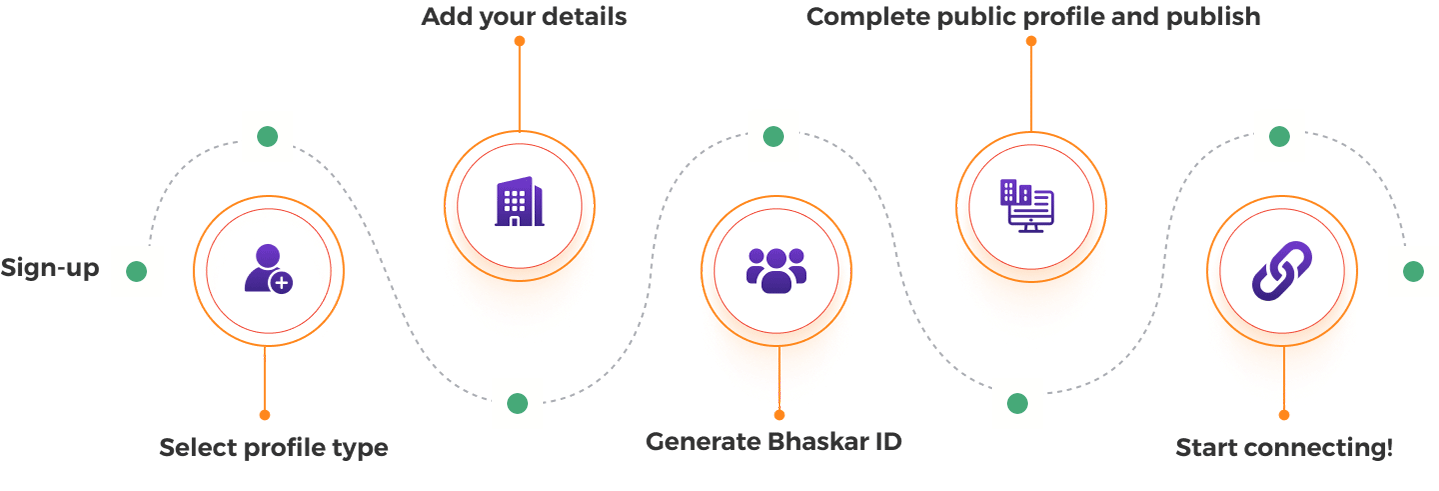 Sign-up
Select profile type
Add your details
Generate Bhaskar ID
Complete public profile and publish
Start connecting!